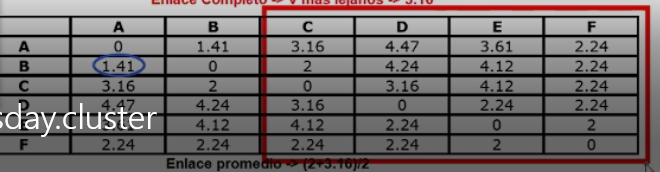 Enlace Completo -> V más lejanos -> 3.16
A B C D E F
A 0 1.41 3.16 4.47 3.61 2.24
B 1.41 0 2 4.24 4.12 2.24
C 3.16 2 0 3.16 4.12 2.24
D 4.47 4.24 3.16 0 2.24 2.24
sday.cluster 4.12 4.12 2.24 0 2
F 2.24 2.24 2.24 2.24 2 0
Enlace promedio -> (2+3.16)/2